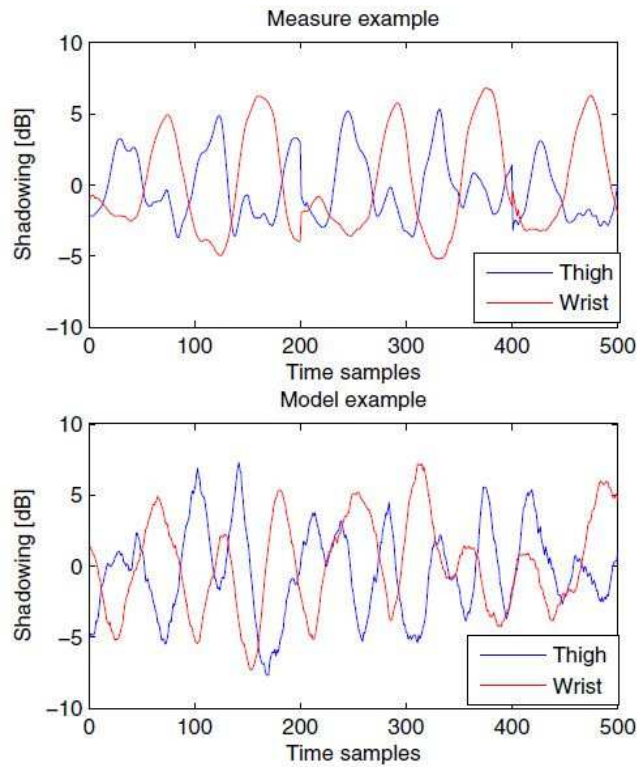 Measure example
10
5
0
−5
−10
Shadowing [dB]
Thigh
Wrist
0 100 200 300 400 500
Time samples
Model example
10
5
0
−5
−10
Shadowing [dB]
Thigh
Wrist
0 100 200 300 400 500
Time samples